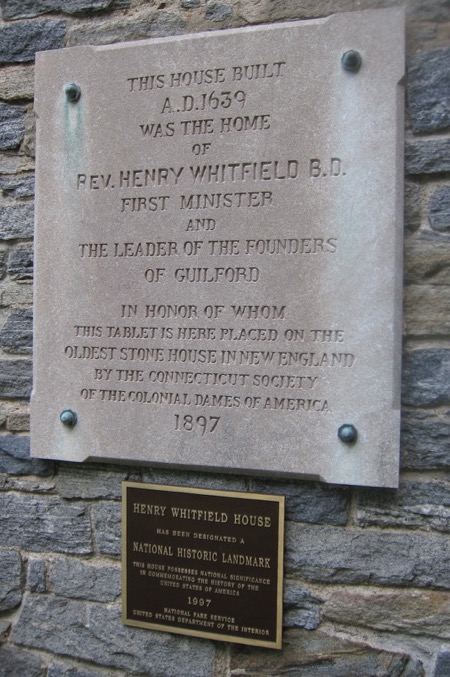 THIS HOUSE BUILT
A.D.1639
WAS THE HOME
OF
REV. HENRY WHITFIELD B.D.
FIRST MINISTER
AND
THE LEADER OF THE FOUNDERS
OF GUILFORD
IN HONOR OF WHOM
THIS TABLET IS HERE PLACED ON THE
OLDEST STONE HOUSE IN NEW ENGLAND
BY THE CONNECTICUT SOCIETY
OF THE COLONIAL DAMES OF AMERICA
1897
HENRY WHITFIELD HOUSE
HAS BEEN DESIGNATED A
NATIONAL HISTORIC LANDMARK
THIS HOUSE POSSESSES NATIONAL SIGNIFICANCE
IN COMMEMORATING THE HISTORY OF THE
UNITED STATES OF AMERICA
1997
NATIONAL PARK SERVICE
UNITED STATES DEPARTMENT OF THE INTERIOR